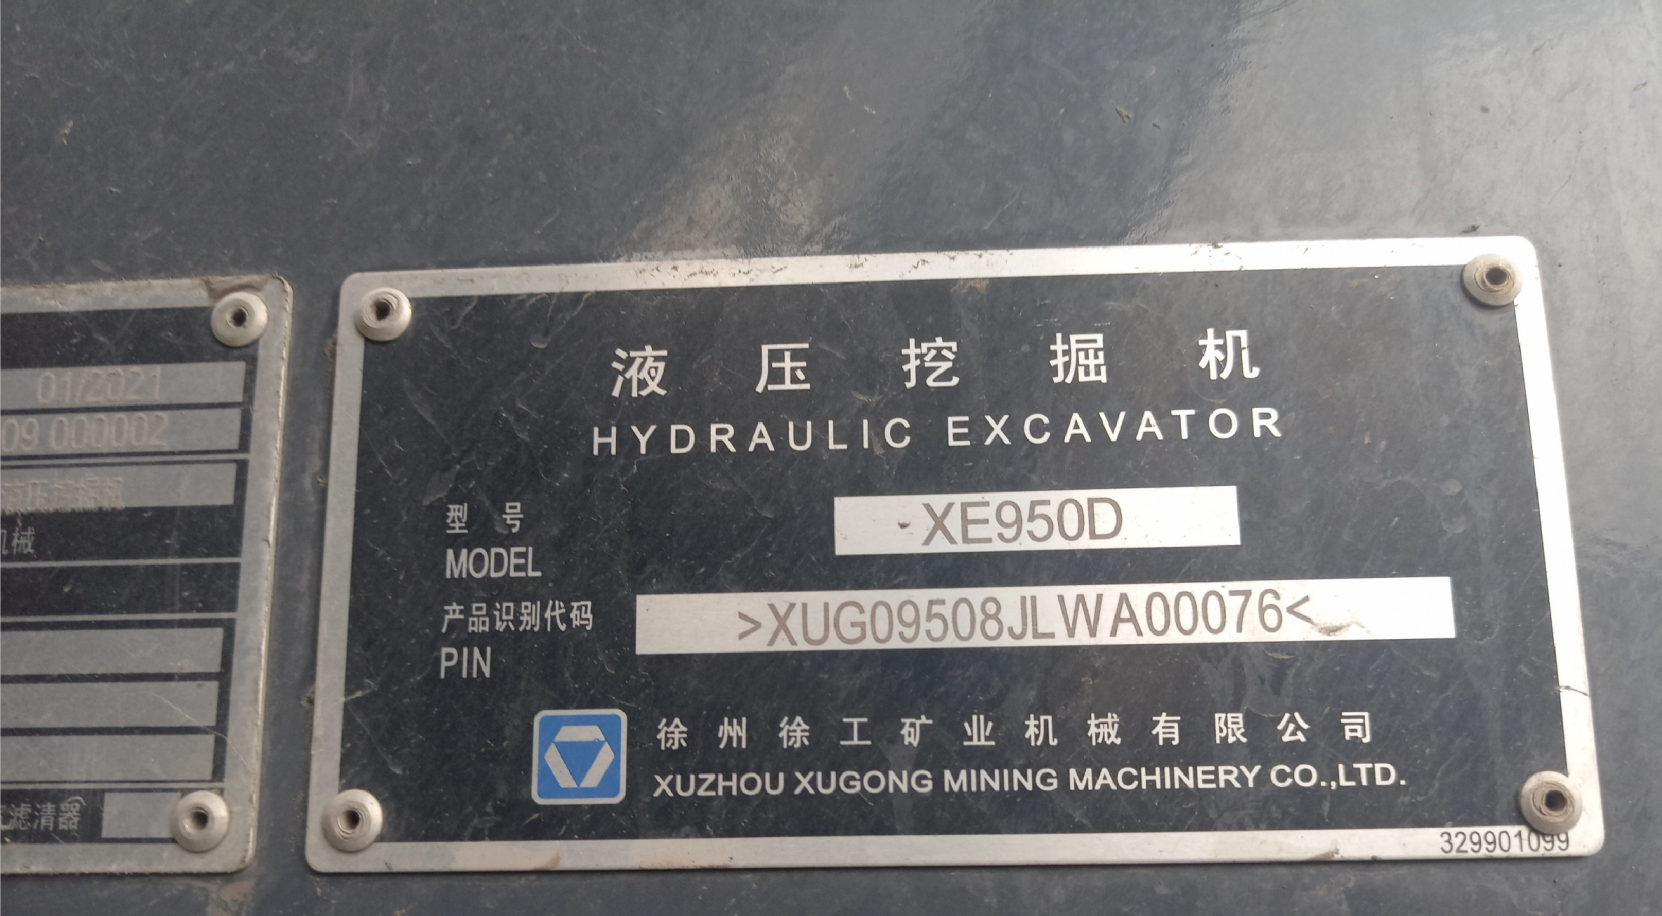 01/2021
09 000002
液压挖掘机
机械
滤清器
液压挖掘机
HYDRAULIC EXCAVATOR
型号
XE950D
MODEL
产品识别代码
>XUG09508JLWA00076<
PIN
徐州徐工矿业机械有限公司
XUZHOU XUGONG MINING MACHINERY CO.,LTD.
329901099